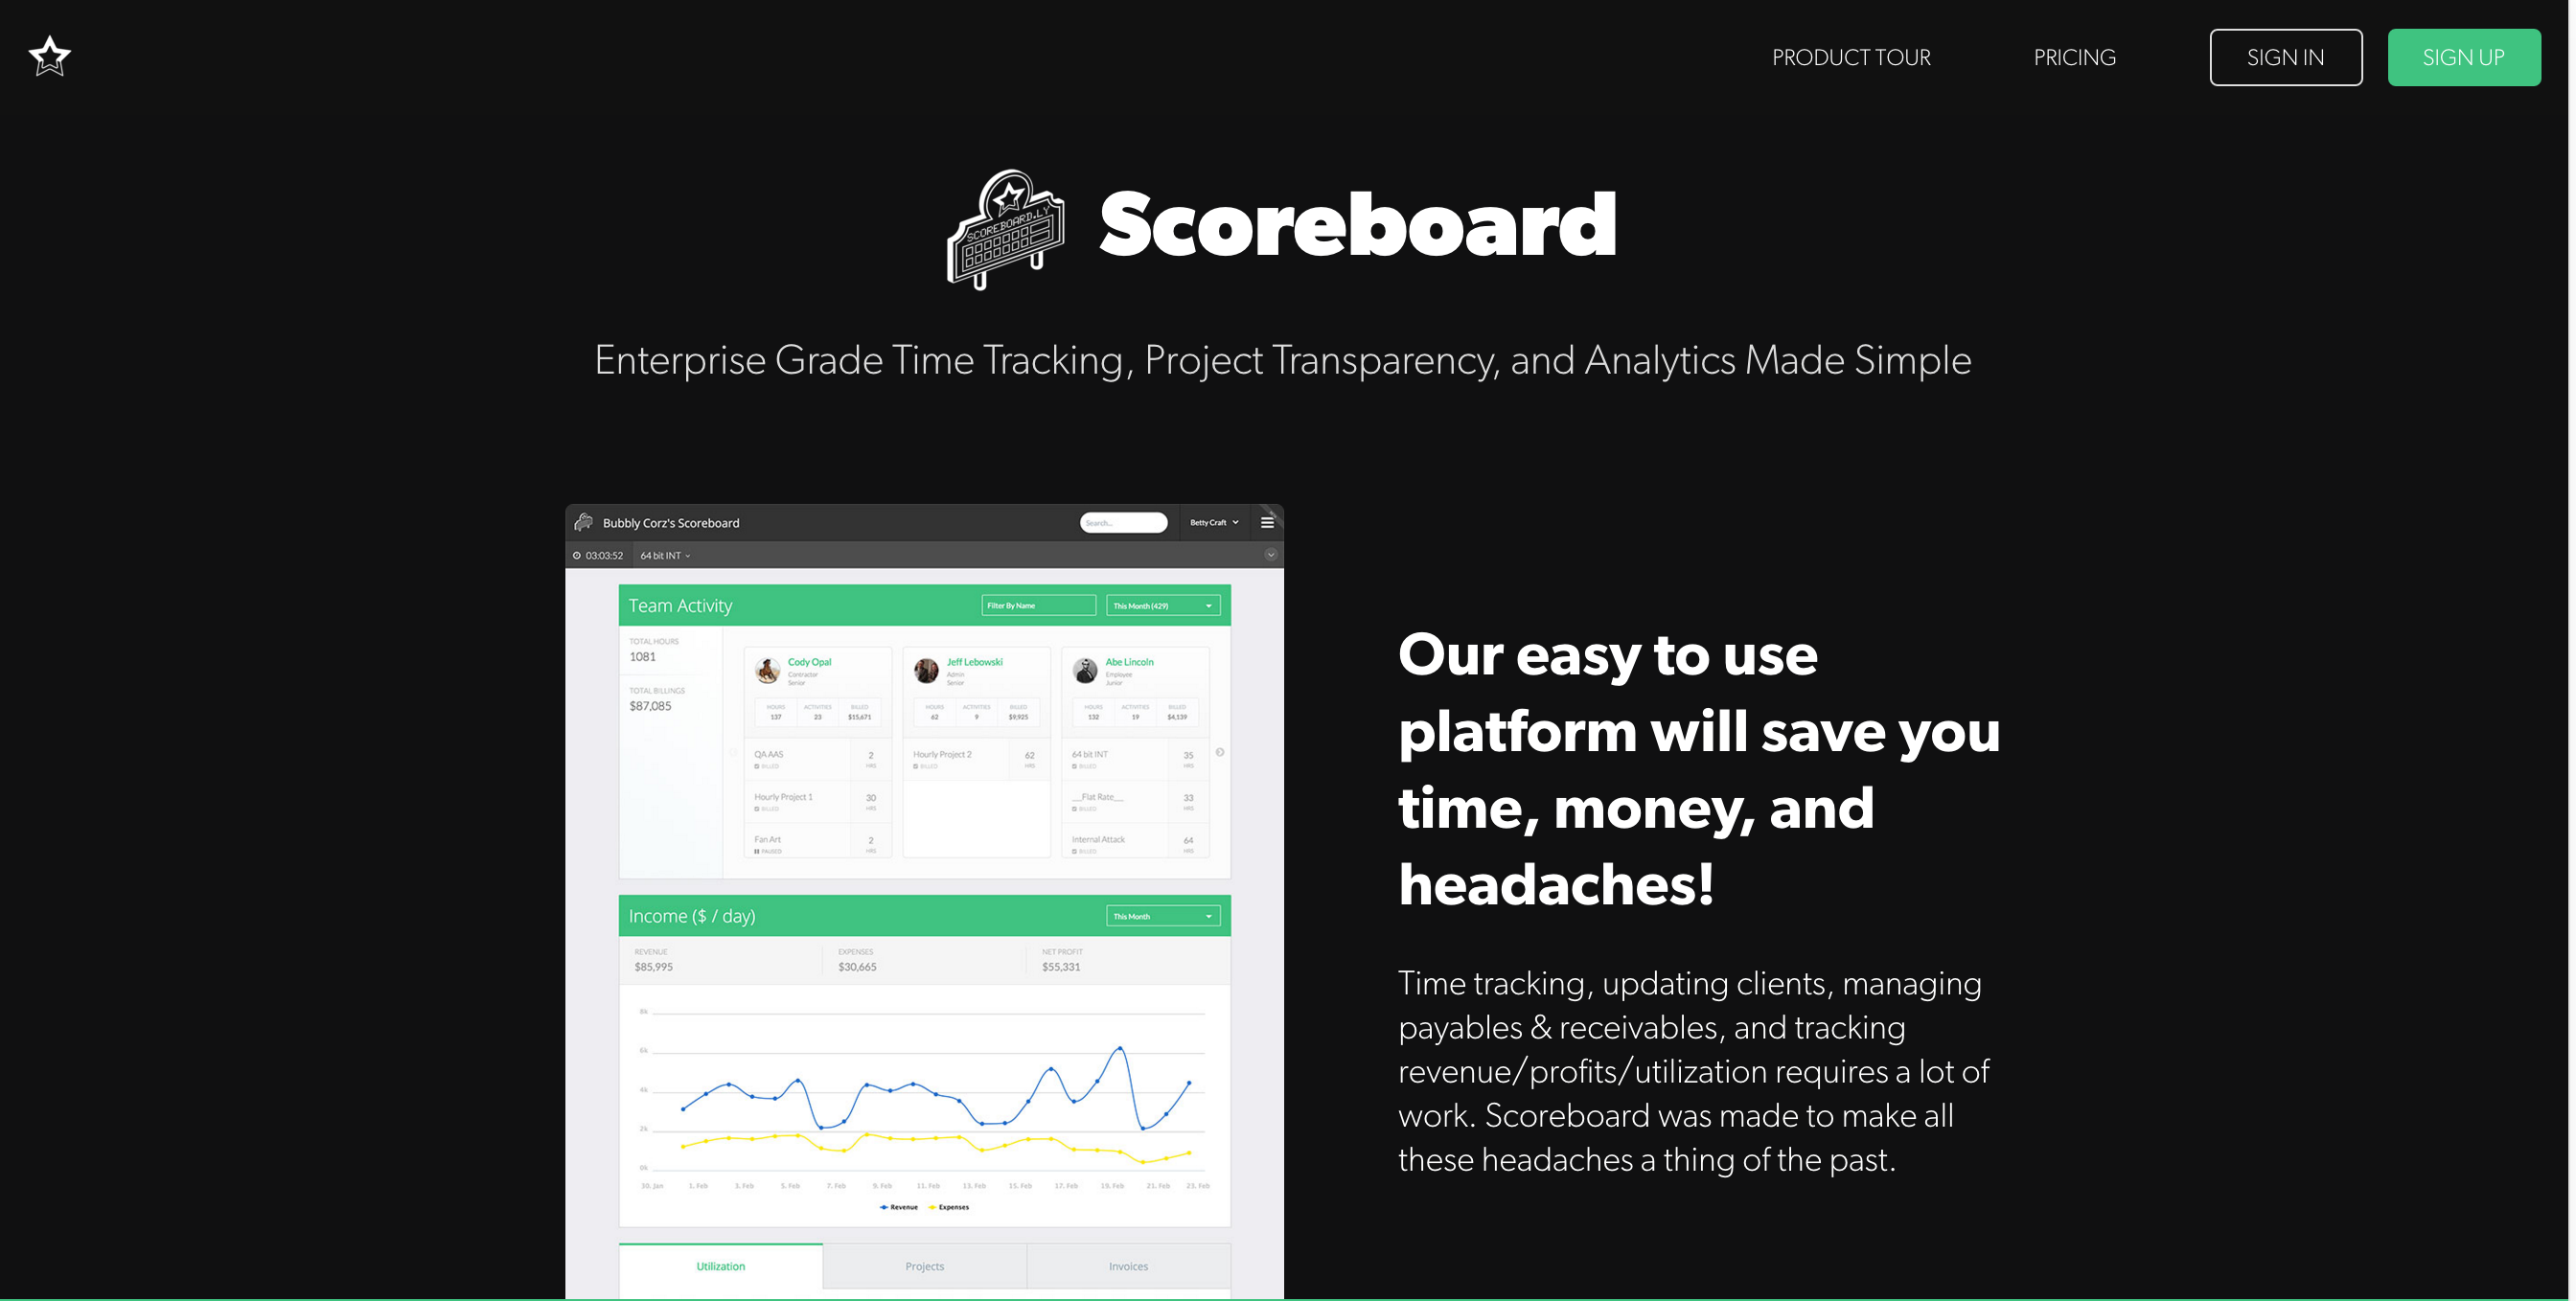 PRODUCT TOUR PRICING SIGN IN SIGN UP
SCOREBOARD.LY
Scoreboard
Enterprise Grade Time Tracking, Project Transparency, and Analytics Made Simple
Bubbly Corz's Scoreboard Search... Betty Craft
03:03:52 64 bit INT
Team Activity Filter By Name This Month (429)
TOTAL HOURS
1081
TOTAL BILLINGS
$87,085
Cody Opal
Contractor
Senior
HOURS ACTIVITIES BILLED
137 23 $15,671
QA AAS 2
BILLED HRS
Hourly Project 1 30
BILLED HRS
Fan Art 2
PAUSED HRS
Jeff Lebowski
Admin
Senior
HOURS ACTIVITIES BILLED
62 9 $9,925
Hourly Project 2 62
BILLED HRS
Abe Lincoln
Employee
Junior
HOURS ACTIVITIES BILLED
132 19 $4,139
64 bit INT 35
BILLED HRS
__Flat Rate__ 33
BILLED HRS
Internal Attack 64
BILLED HRS
Income ($ / day) This Month
REVENUE EXPENSES NET PROFIT
$85,995 $30,665 $55,331
8k
6k
4k
2k
0k
30. Jan 1. Feb 3. Feb 5. Feb 7. Feb 9. Feb 11. Feb 13. Feb 15. Feb 17. Feb 19. Feb 21. Feb 23. Feb
Revenue Expenses
Utilization Projects Invoices
Our easy to use
platform will save you
time, money, and
headaches!
Time tracking, updating clients, managing
payables & receivables, and tracking
revenue/profits/utilization requires a lot of
work. Scoreboard was made to make all
these headaches a thing of the past.